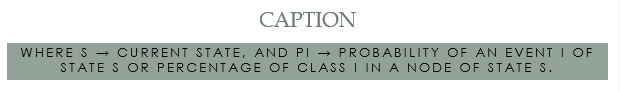 CAPTION
WHERE S → CURRENT STATE, AND PI → PROBABILITY OF AN EVENT I OF
STATE S OR PERCENTAGE OF CLASS I IN A NODE OF STATE S.